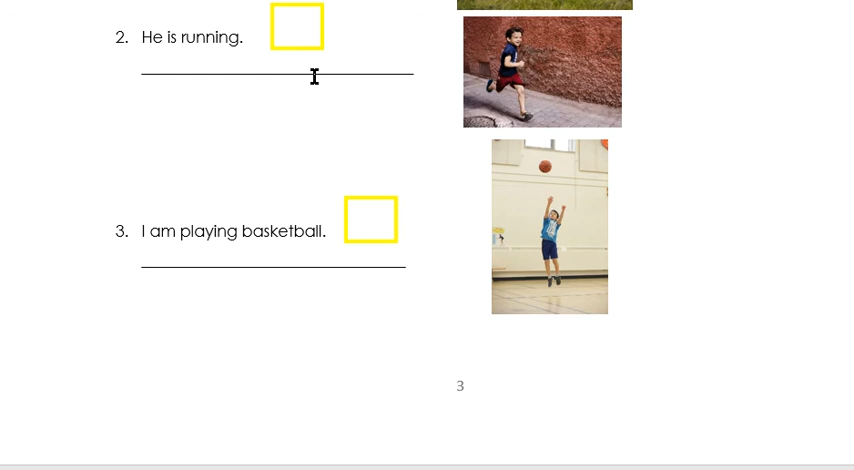 2. He is running.
3. I am playing basketball.
3